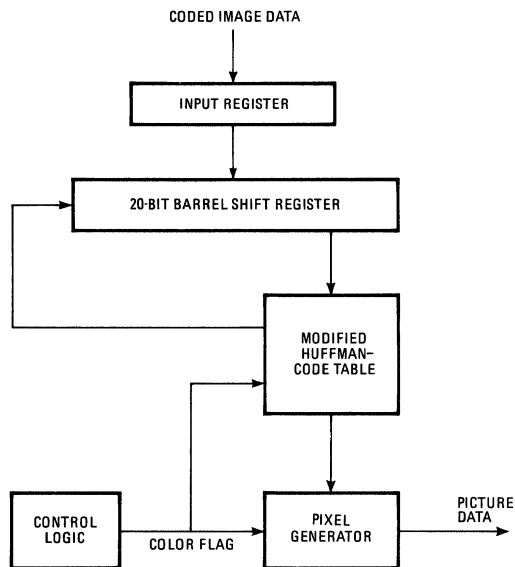 CODED IMAGE DATA
INPUT REGISTER
20-BIT BARREL SHIFT REGISTER
MODIFIED
HUFFMAN–
CODE TABLE
CONTROL
LOGIC
COLOR FLAG
PIXEL
GENERATOR
PICTURE
DATA